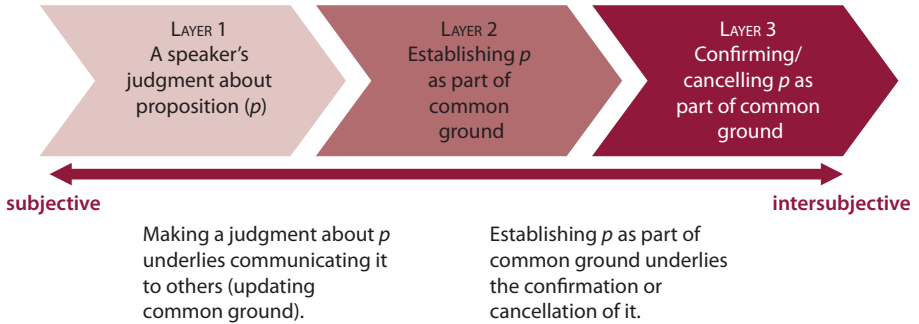 LAYER 1
A speaker's
judgment about
proposition (p)
LAYER 2
Establishing p
as part of
common
ground
LAYER 3
Confirming/
cancelling p as
part of common
ground
subjective
intersubjective
Making a judgment about p
underlies communicating it
to others (updating
common ground).
Establishing p as part of
common ground underlies
the confirmation or
cancellation of it.